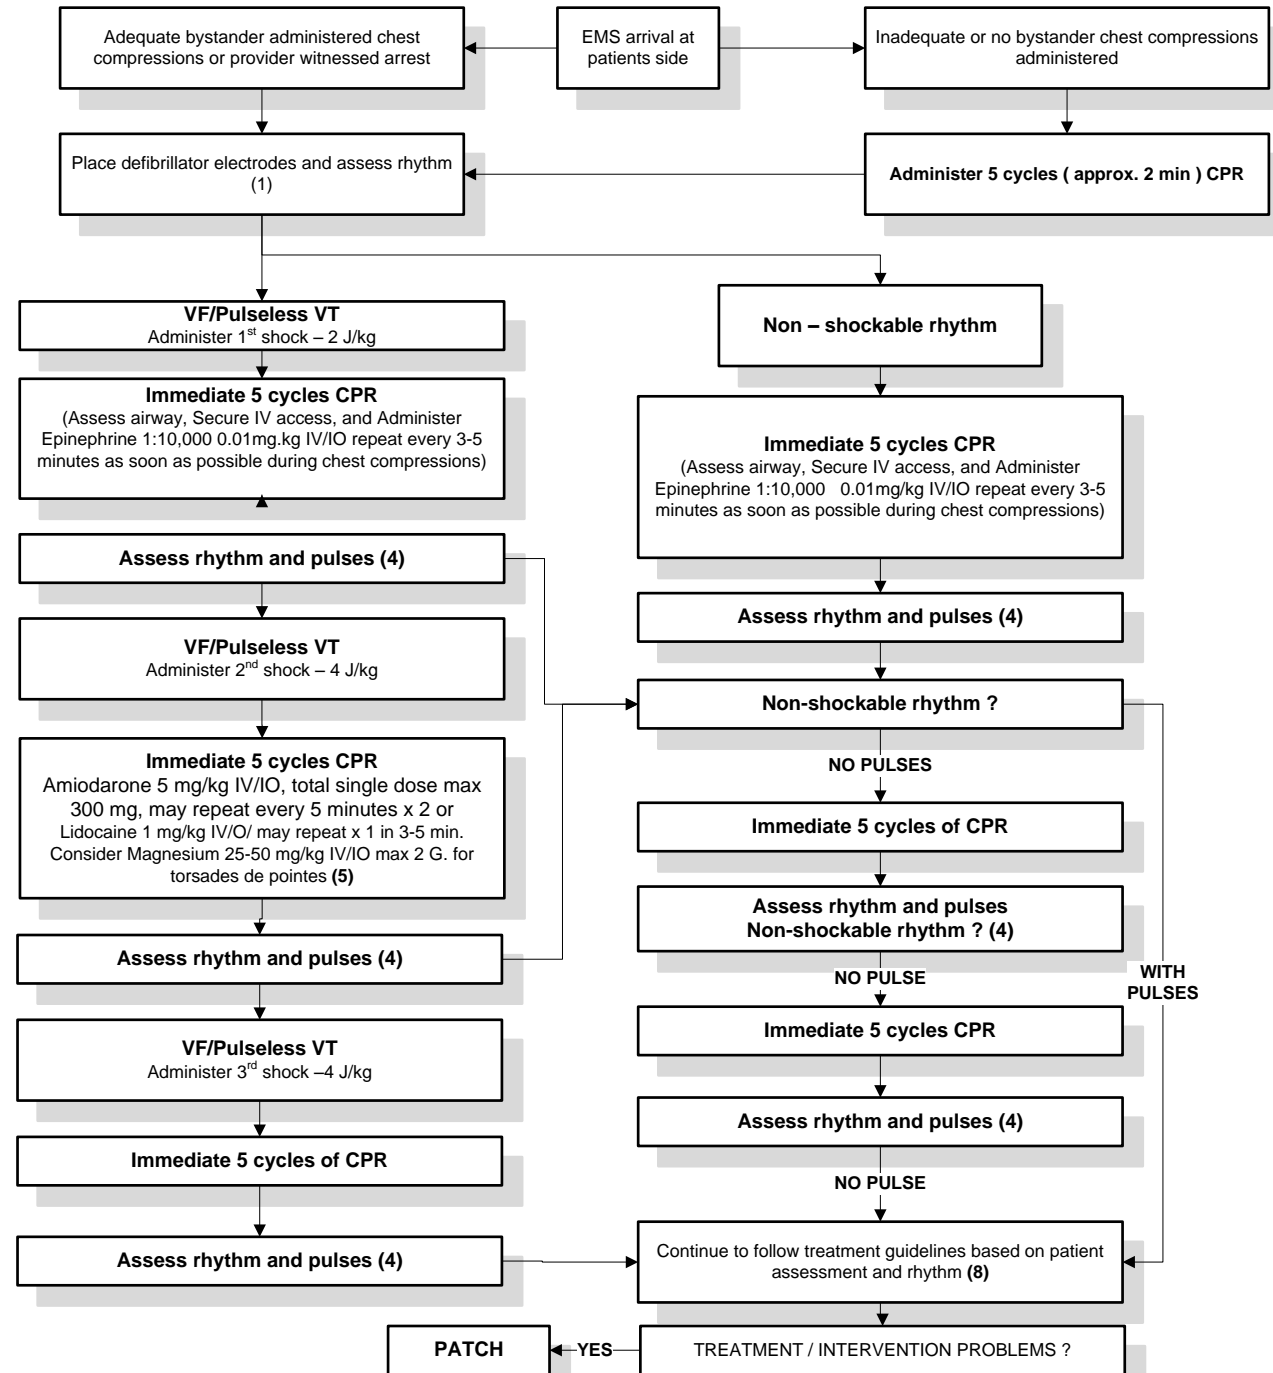 Adequate bystander administered chest
compressions or provider witnessed arrest
EMS arrival at
patients side
Inadequate or no bystander chest compressions
administered
Place defibrillator electrodes and assess rhythm
(1)
Administer 5 cycles ( approx. 2 min ) CPR
VF/Pulseless VT
Administer 1st shock – 2 J/kg
Immediate 5 cycles CPR
(Assess airway, Secure IV access, and Administer
Epinephrine 1:10,000 0.01mg.kg IV/IO repeat every 3-5
minutes as soon as possible during chest compressions)
Assess rhythm and pulses (4)
VF/Pulseless VT
Administer 2nd shock – 4 J/kg
Immediate 5 cycles CPR
Amiodarone 5 mg/kg IV/IO, total single dose max
300 mg, may repeat every 5 minutes x 2 or
Lidocaine 1 mg/kg IV/O/ may repeat x 1 in 3-5 min.
Consider Magnesium 25-50 mg/kg IV/IO max 2 G. for
torsades de pointes (5)
Assess rhythm and pulses (4)
VF/Pulseless VT
Administer 3rd shock –4 J/kg
Immediate 5 cycles of CPR
Assess rhythm and pulses (4)
Non – shockable rhythm
Immediate 5 cycles CPR
(Assess airway, Secure IV access, and Administer
Epinephrine 1:10,000 0.01mg/kg IV/IO repeat every 3-5
minutes as soon as possible during chest compressions)
Assess rhythm and pulses (4)
Non-shockable rhythm ?
NO PULSES
Immediate 5 cycles of CPR
Assess rhythm and pulses
Non-shockable rhythm ? (4)
NO PULSE
WITH
PULSES
Immediate 5 cycles CPR
Assess rhythm and pulses (4)
NO PULSE
Continue to follow treatment guidelines based on patient
assessment and rhythm (8)
TREATMENT / INTERVENTION PROBLEMS ?
YES
PATCH